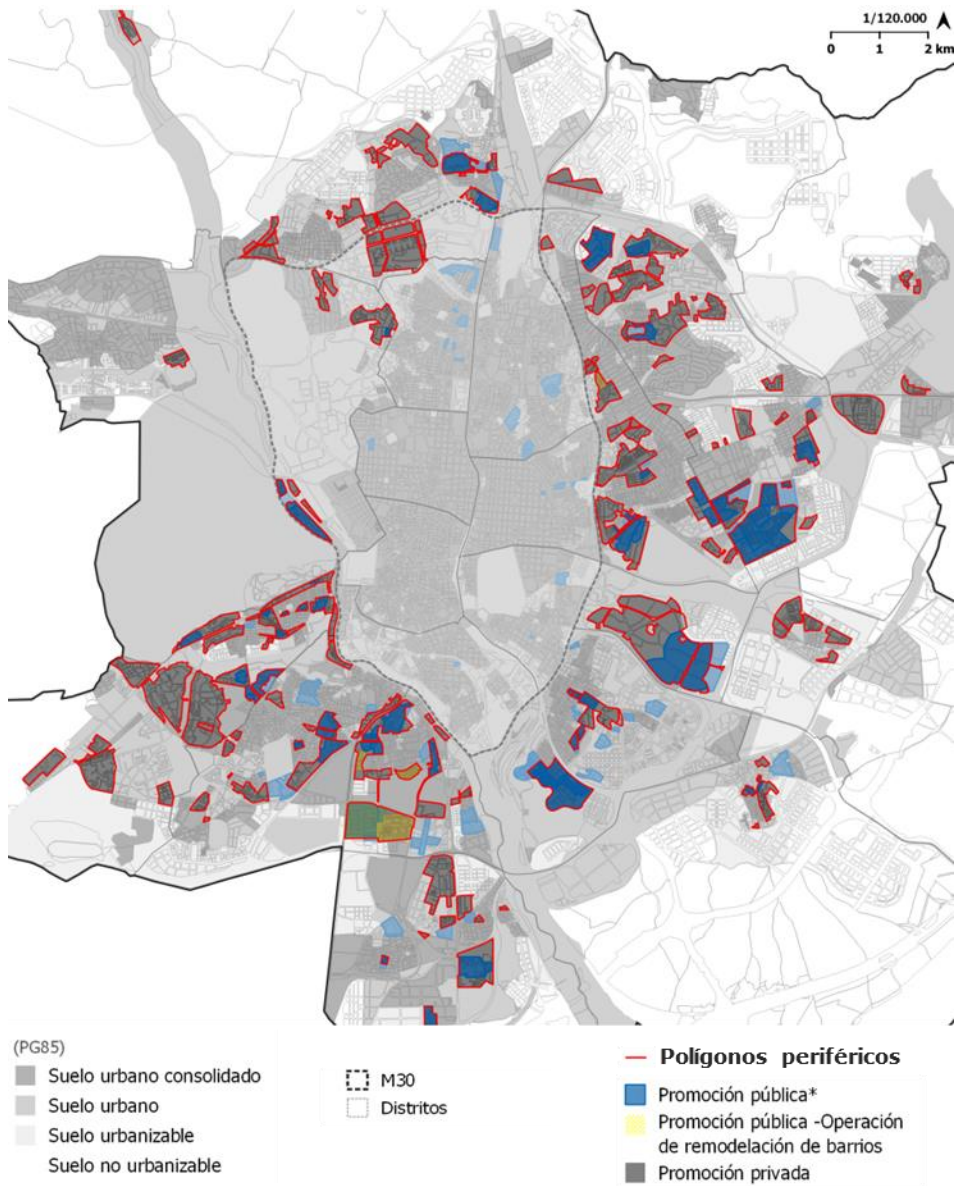 1/120.000
0 1 2 km
(PG85)
Suelo urbano consolidado
Suelo urbano
Suelo urbanizable
Suelo no urbanizable
M30
Distritos
Polígonos periféricos
Promoción pública*
Promoción pública -Operación
de remodelación de barrios
Promoción privada